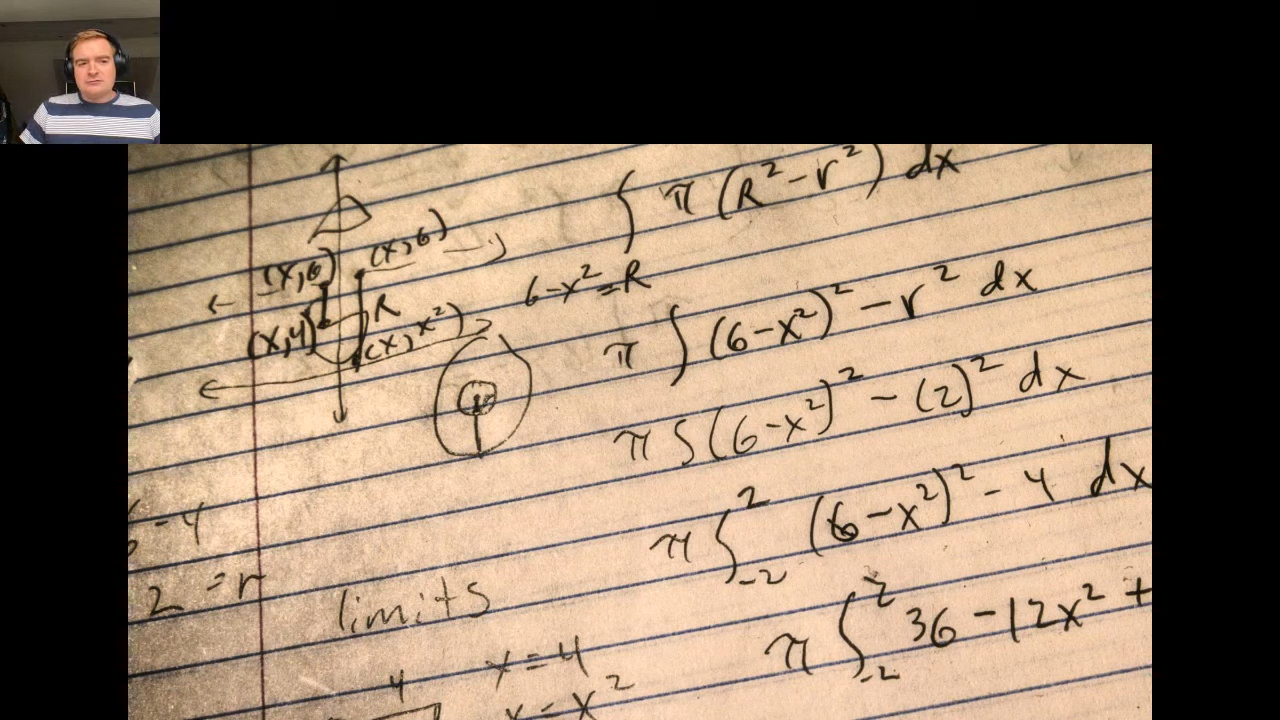 ∫ π (R² - r²) dx
(x,6)
(x,6)
6-x² = R
R
(x,4)
(x,x²)
π ∫ (6-x²)² - r² dx
π ∫ (6-x²)² - (2)² dx
6-4
2 = r
π ∫₋₂² (6-x²)² - 4 dx
limits
π ∫₋₂² 36 - 12x² +
4
y = 4
y = x²